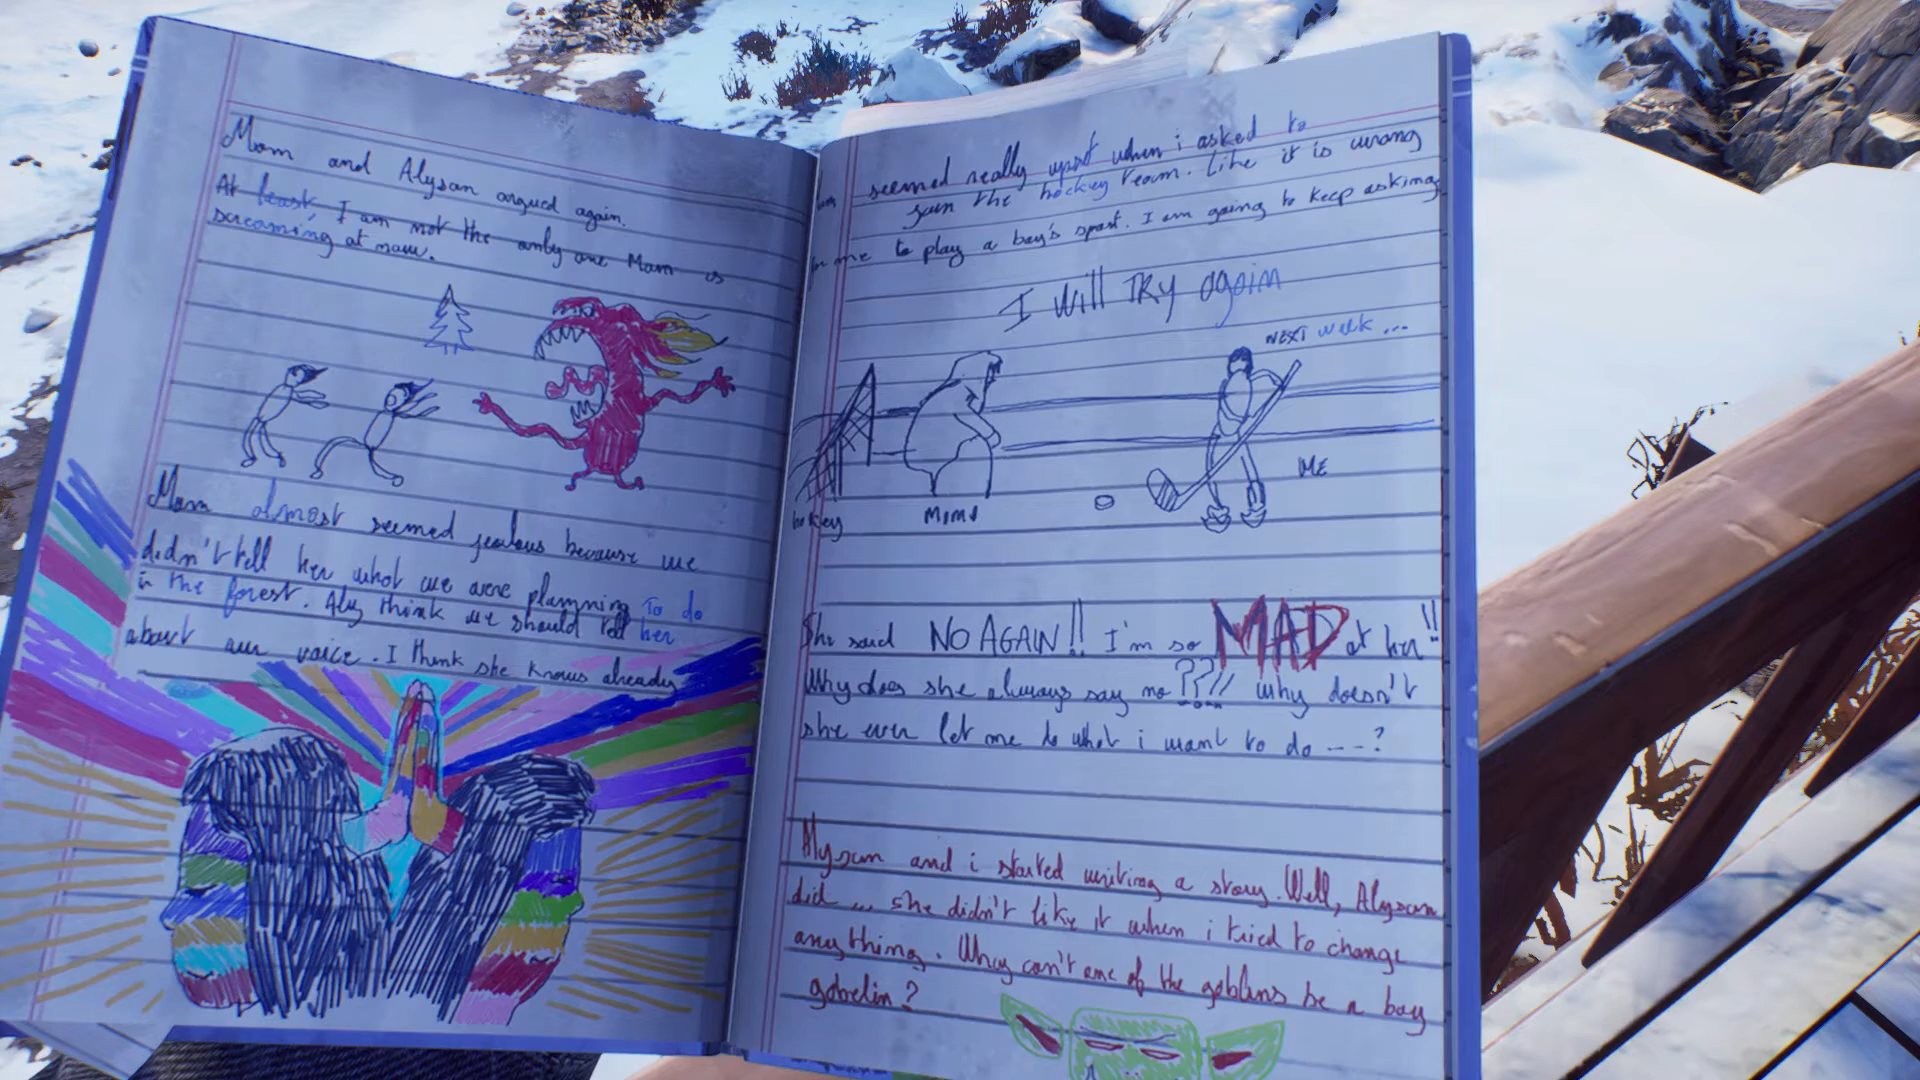 Mom and Alyson argued again.
At least, I am not the only one Mom is
screaming at now.
Mom almost seemed jealous because we
didn't tell her what we were planning To do
in the forest. Aly think we should tell her
about our voice. I think she knows already
seemed really upset when i asked to
join the hockey team. Like it is wrong
me to play a boy's sport. I am going to keep asking
I will TRY again
NEXT week ...
ME
hockey
She said NO AGAIN!! I'm so MAD at her!!
Why does she always say no ??!! why doesn't
she ever let me do what i want to do ---?
Alyson and i started writing a story. Well, Alyson
did ... she didn't like it when i tried to change
anything. Why can't one of the goblins be a boy
gobelin?